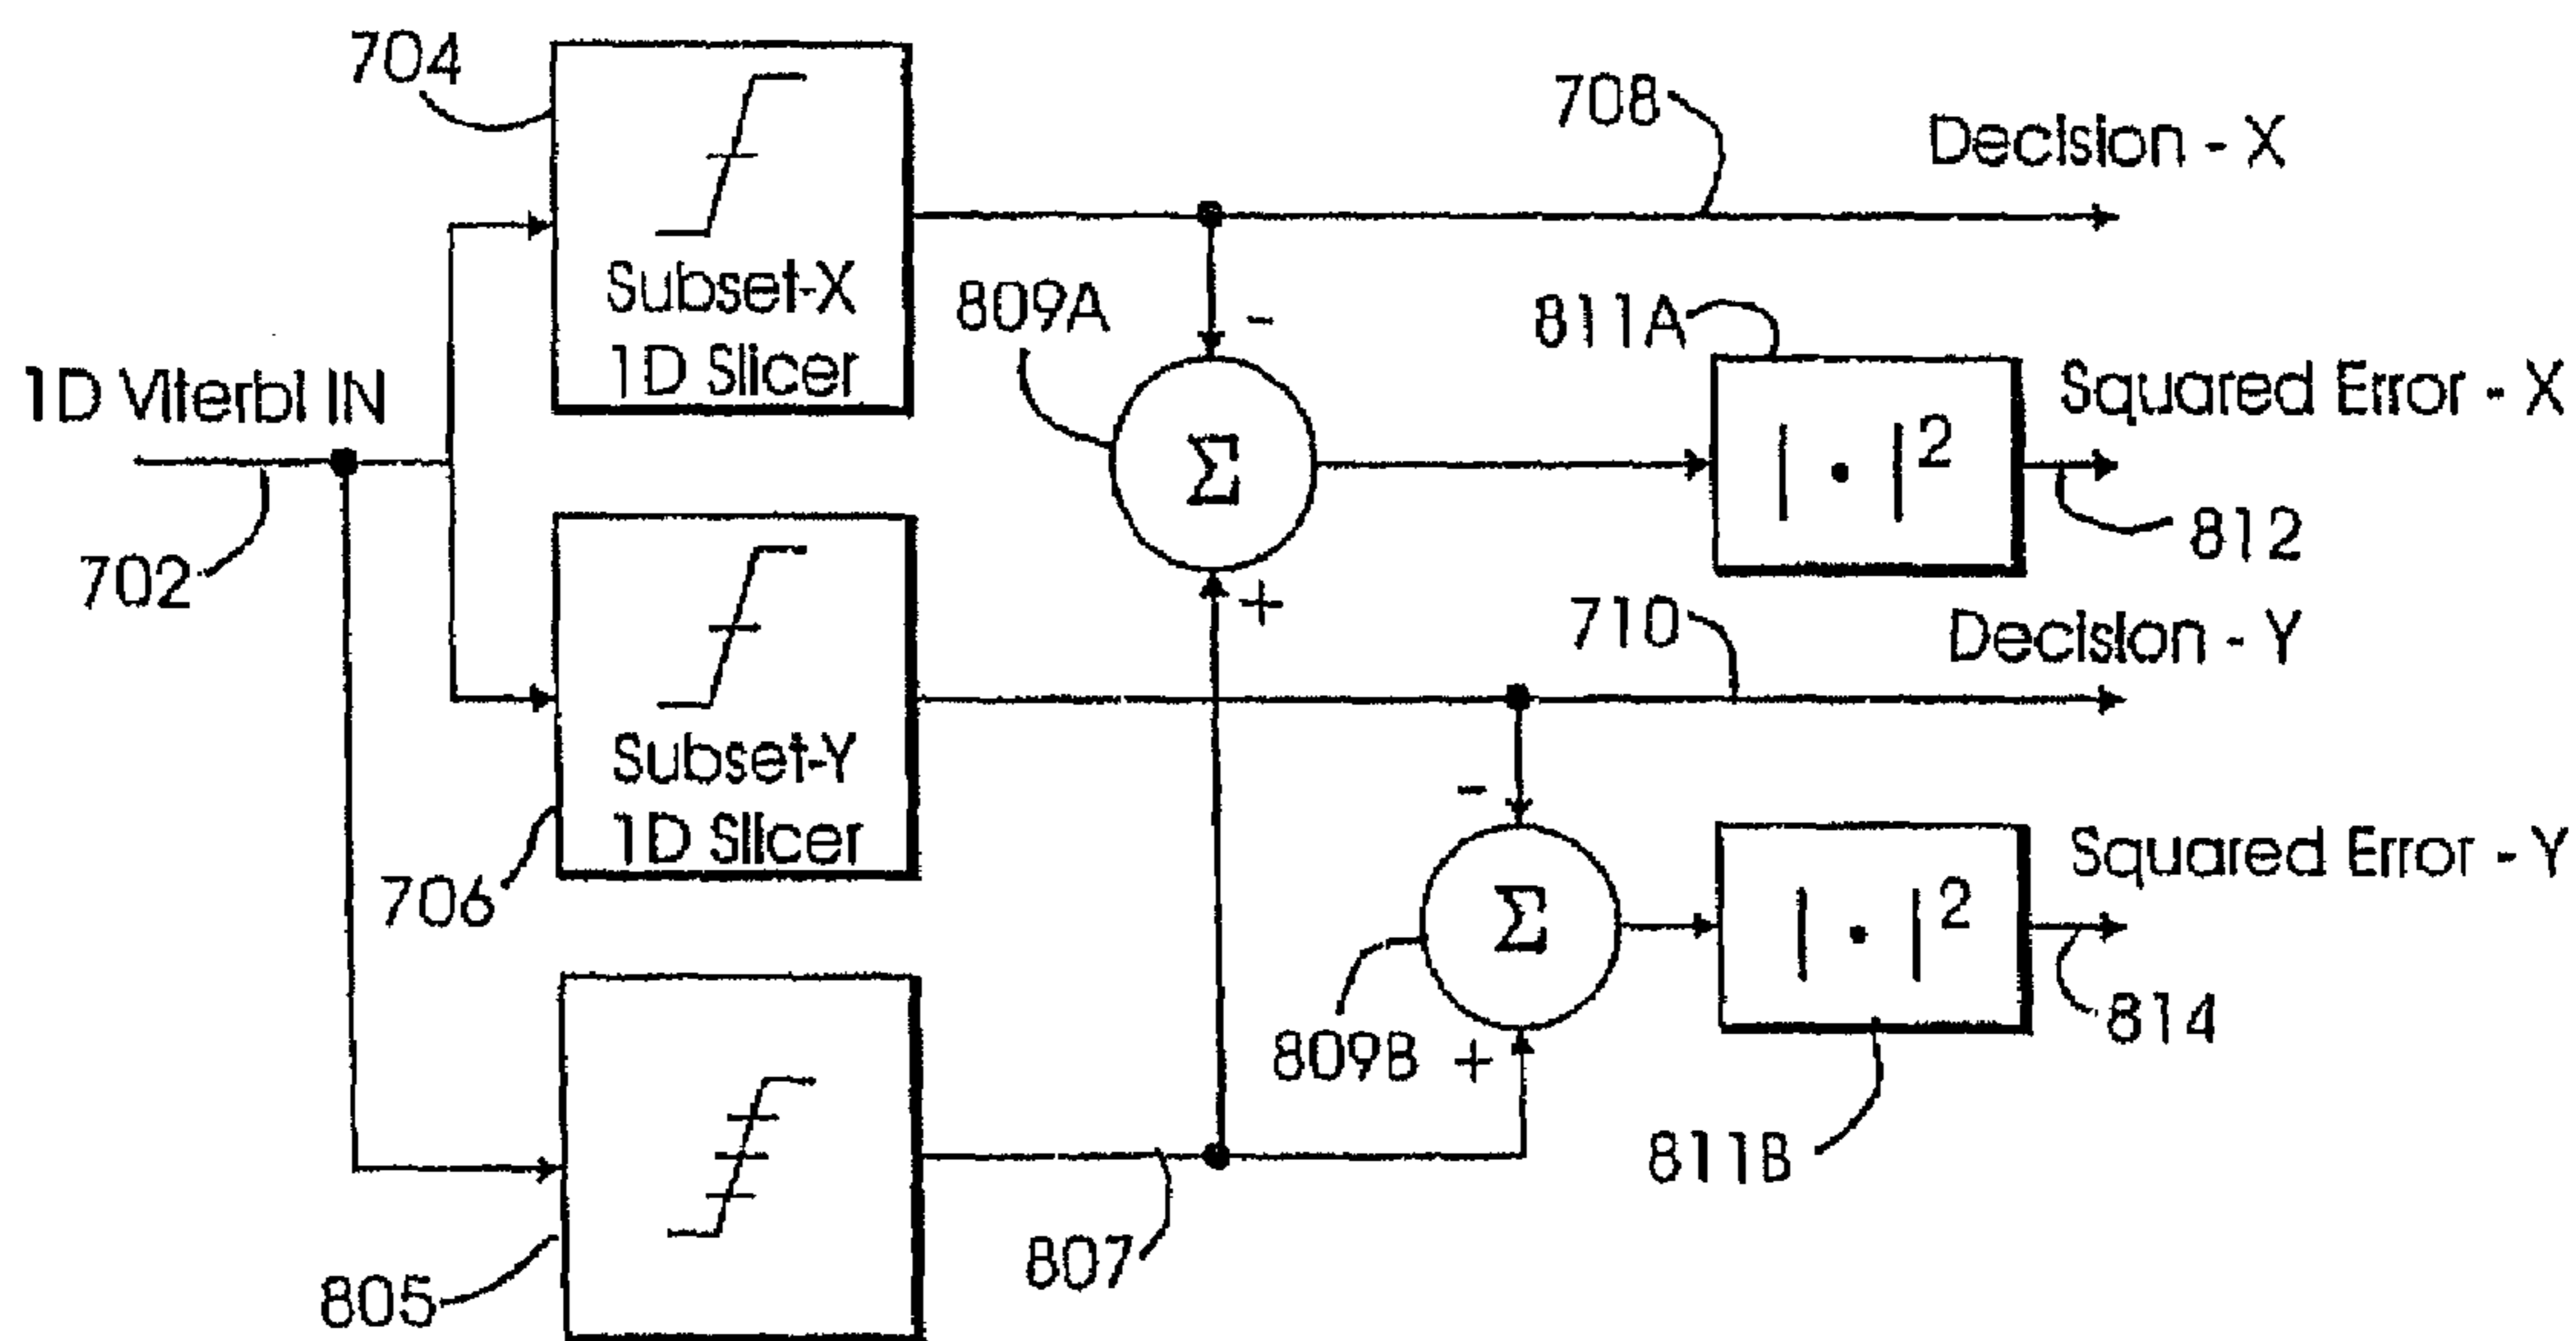 704
708
Decision - X
Subset-X
1D Slicer
809A
-
811A
Squared Error - X
1D Viterbi IN
Σ
| • |2
702
812
+
710
Decision - Y
Subset-Y
1D Slicer
-
Squared Error - Y
706
Σ
| • |2
809B
+
814
811B
807
805